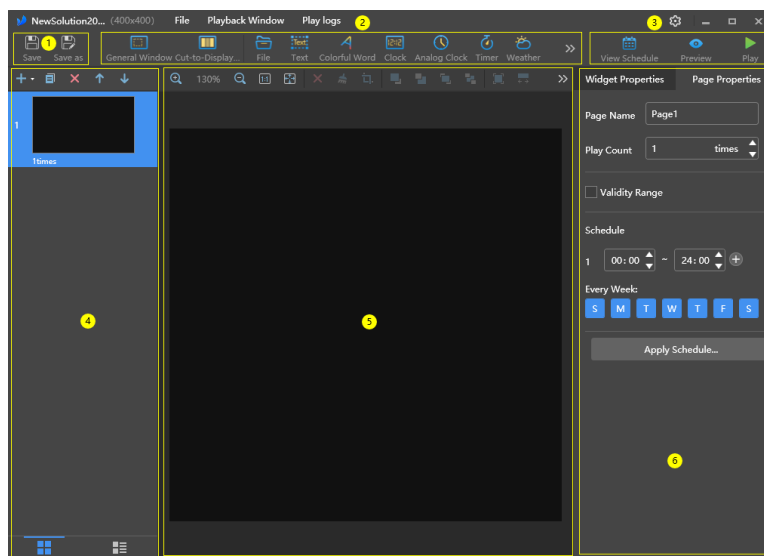 NewSolution20... (400x400) File Playback Window Play logs 2 3
1
Save Save as General Window Cut-to-Display... File Text Colorful Word Clock Analog Clock Timer Weather View Schedule Preview Play
Text
12:12
130% 1:1 Widget Properties Page Properties
1
1times
Page Name Page1
Play Count 1 times
Validity Range
Schedule
1 00:00 ~ 24:00
Every Week:
S M T W T F S
4 5
Apply Schedule...
6